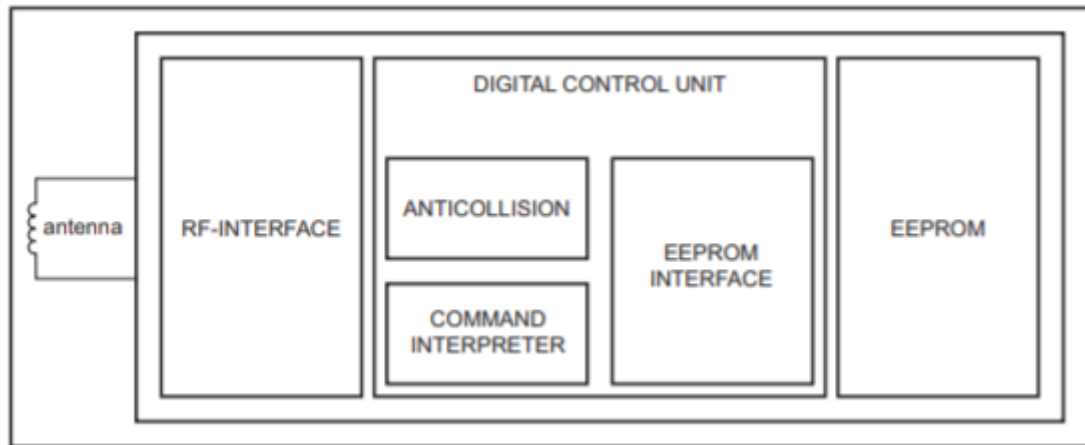 DIGITAL CONTROL UNIT
antenna
RF-INTERFACE
ANTICOLLISION
COMMAND
INTERPRETER
EEPROM
INTERFACE
EEPROM